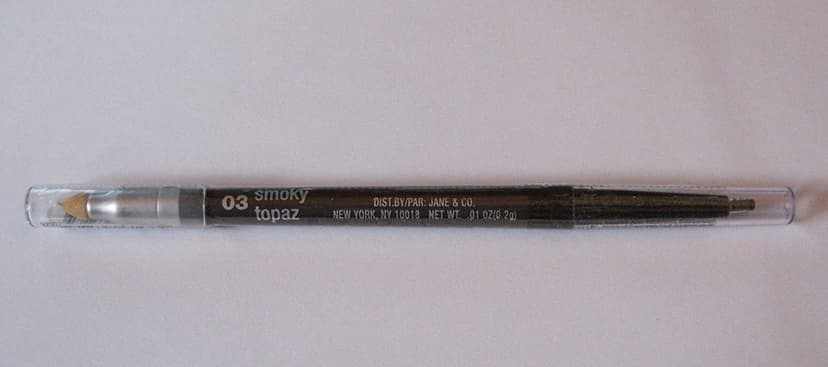 03 smoky
topaz
DIST.BY/PAR: JANE & CO.
NEW YORK, NY 10018 NET WT. .01 OZ(0.2g)